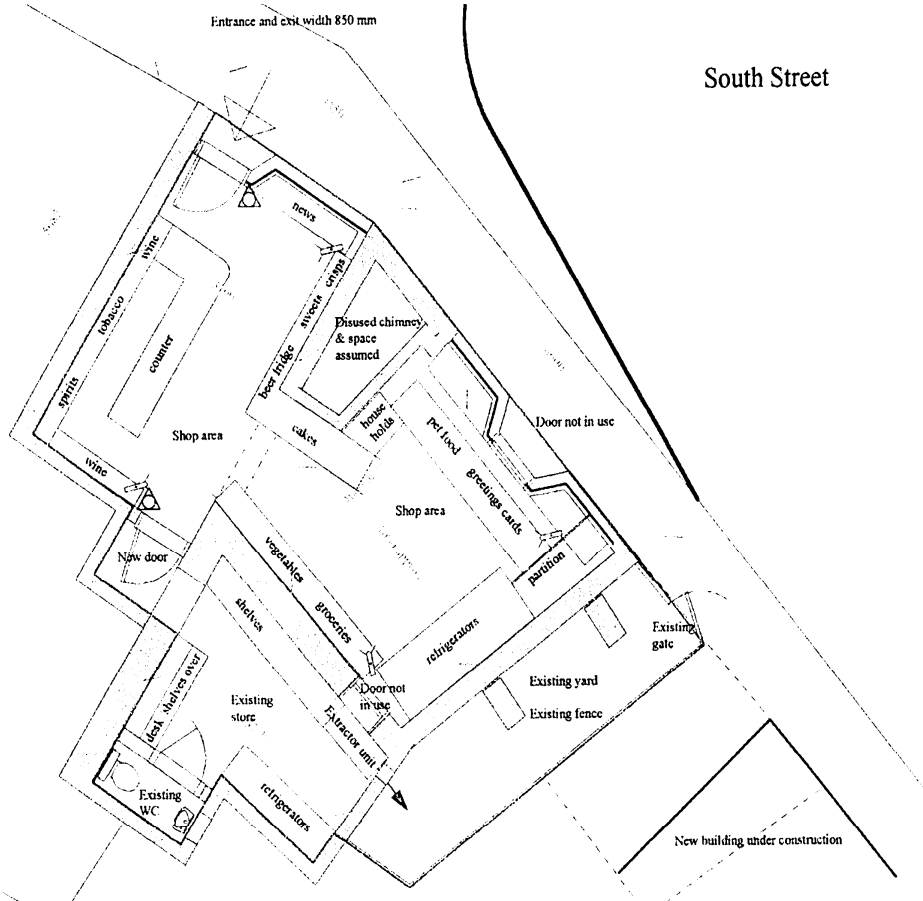 Entrance and exit width 850 mm
South Street
news
wine
crisps
sweets
tobacco
Disused chimney
& space
assumed
counter
beer fridge
spirits
house
holds
pet food
Door not in use
cakes
Shop area
wine
greetings cards
Shop area
New door
vegetables
partition
shelves
groceries
refrigerators
Existing
gate
desk shelves over
Existing
store
Door not
in use
Existing yard
Extractor unit
Existing fence
Existing
WC
refrigerators
New building under construction